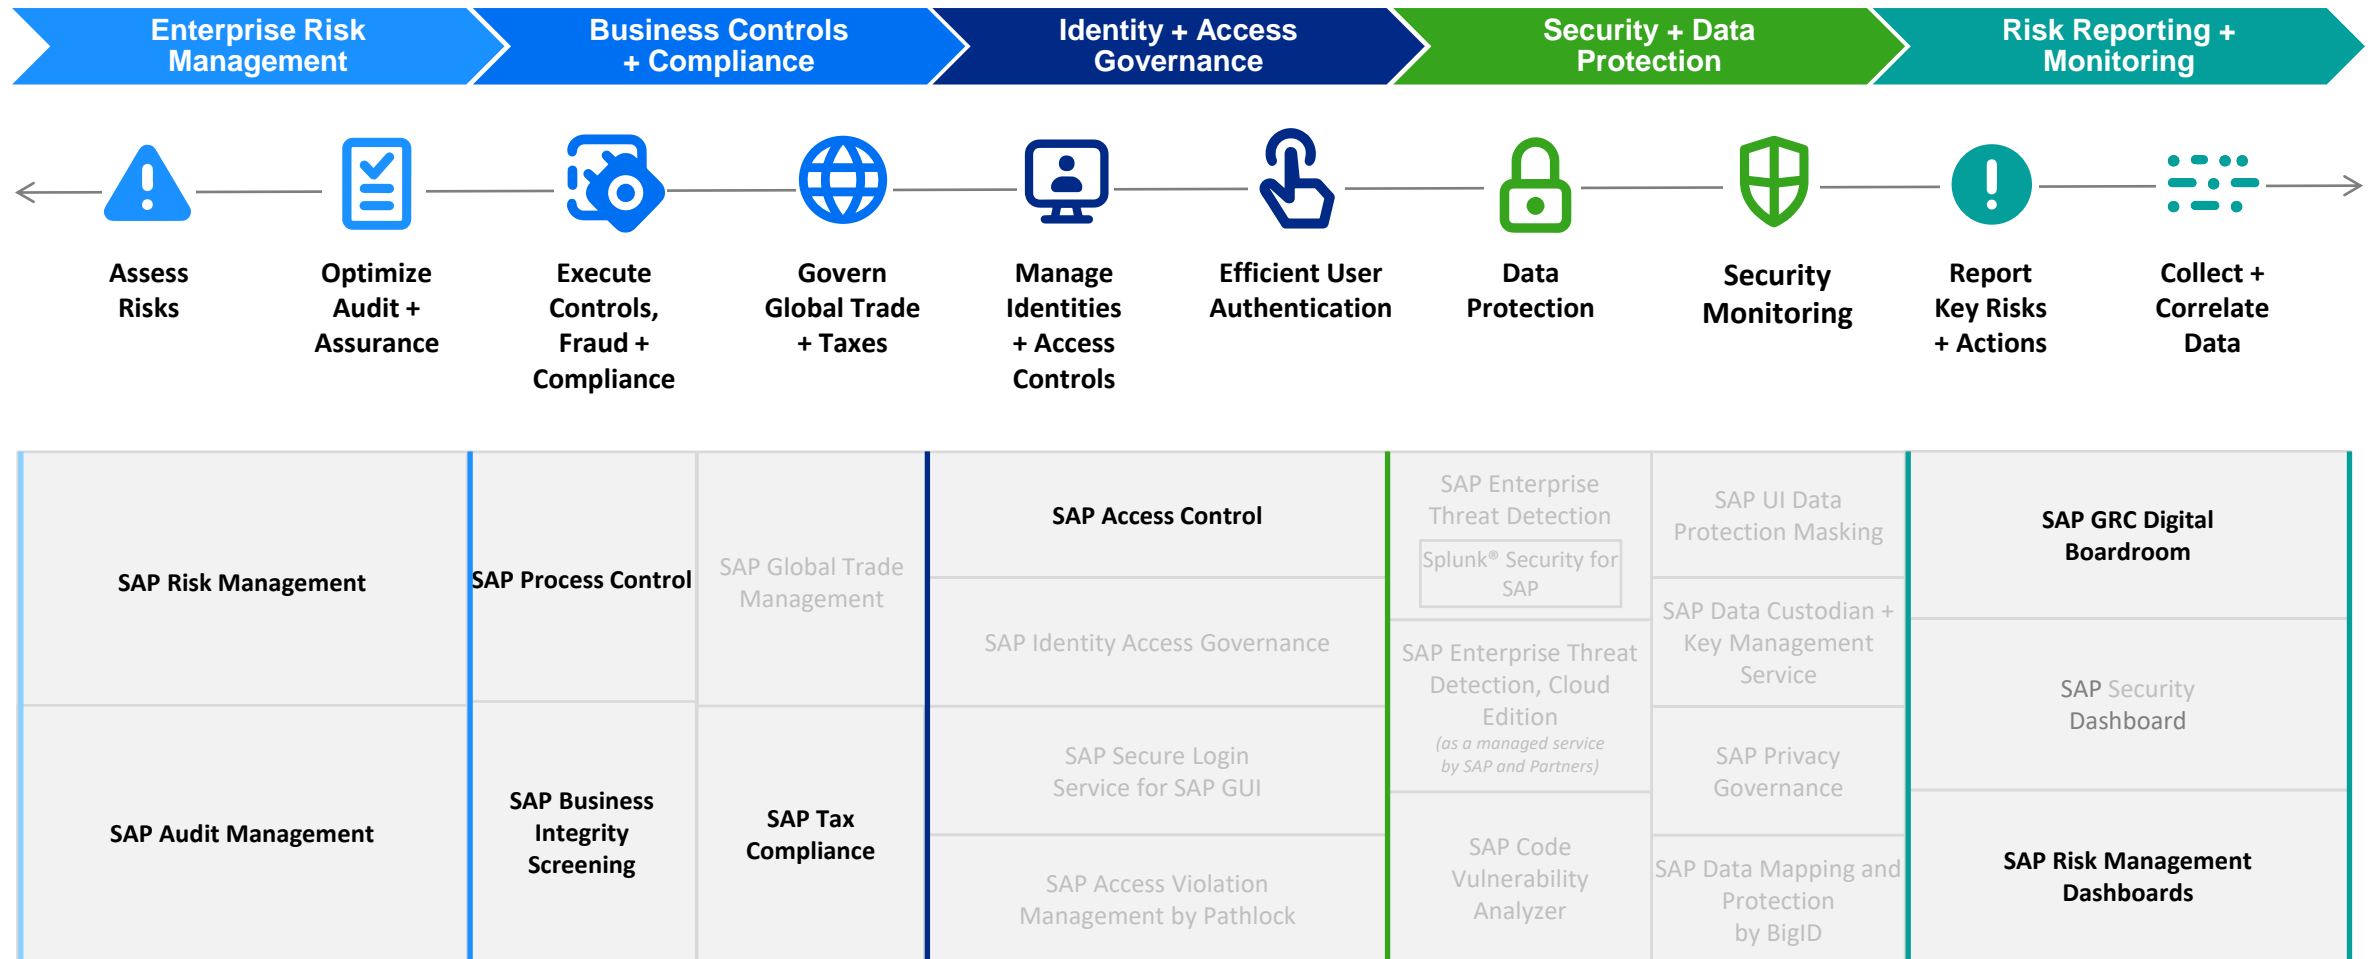 Enterprise Risk
Management
Business Controls
+ Compliance
Identity + Access
Governance
Security + Data
Protection
Risk Reporting +
Monitoring
Assess
Risks
Optimize
Audit +
Assurance
Execute
Controls,
Fraud +
Compliance
Govern
Global Trade
+ Taxes
Manage
Identities
+ Access
Controls
Efficient User
Authentication
Data
Protection
Security
Monitoring
Report
Key Risks
+ Actions
Collect +
Correlate
Data
SAP Risk Management
SAP Audit Management
SAP Process Control
SAP Business
Integrity
Screening
SAP Global Trade
Management
SAP Tax
Compliance
SAP Access Control
SAP Identity Access Governance
SAP Secure Login
Service for SAP GUI
SAP Access Violation
Management by Pathlock
SAP Enterprise
Threat Detection
Splunk® Security for
SAP
SAP Enterprise Threat
Detection, Cloud
Edition
(as a managed service
by SAP and Partners)
SAP Code
Vulnerability
Analyzer
SAP UI Data
Protection Masking
SAP Data Custodian +
Key Management
Service
SAP Privacy
Governance
SAP Data Mapping and
Protection
by BigID
SAP GRC Digital
Boardroom
SAP Security
Dashboard
SAP Risk Management
Dashboards